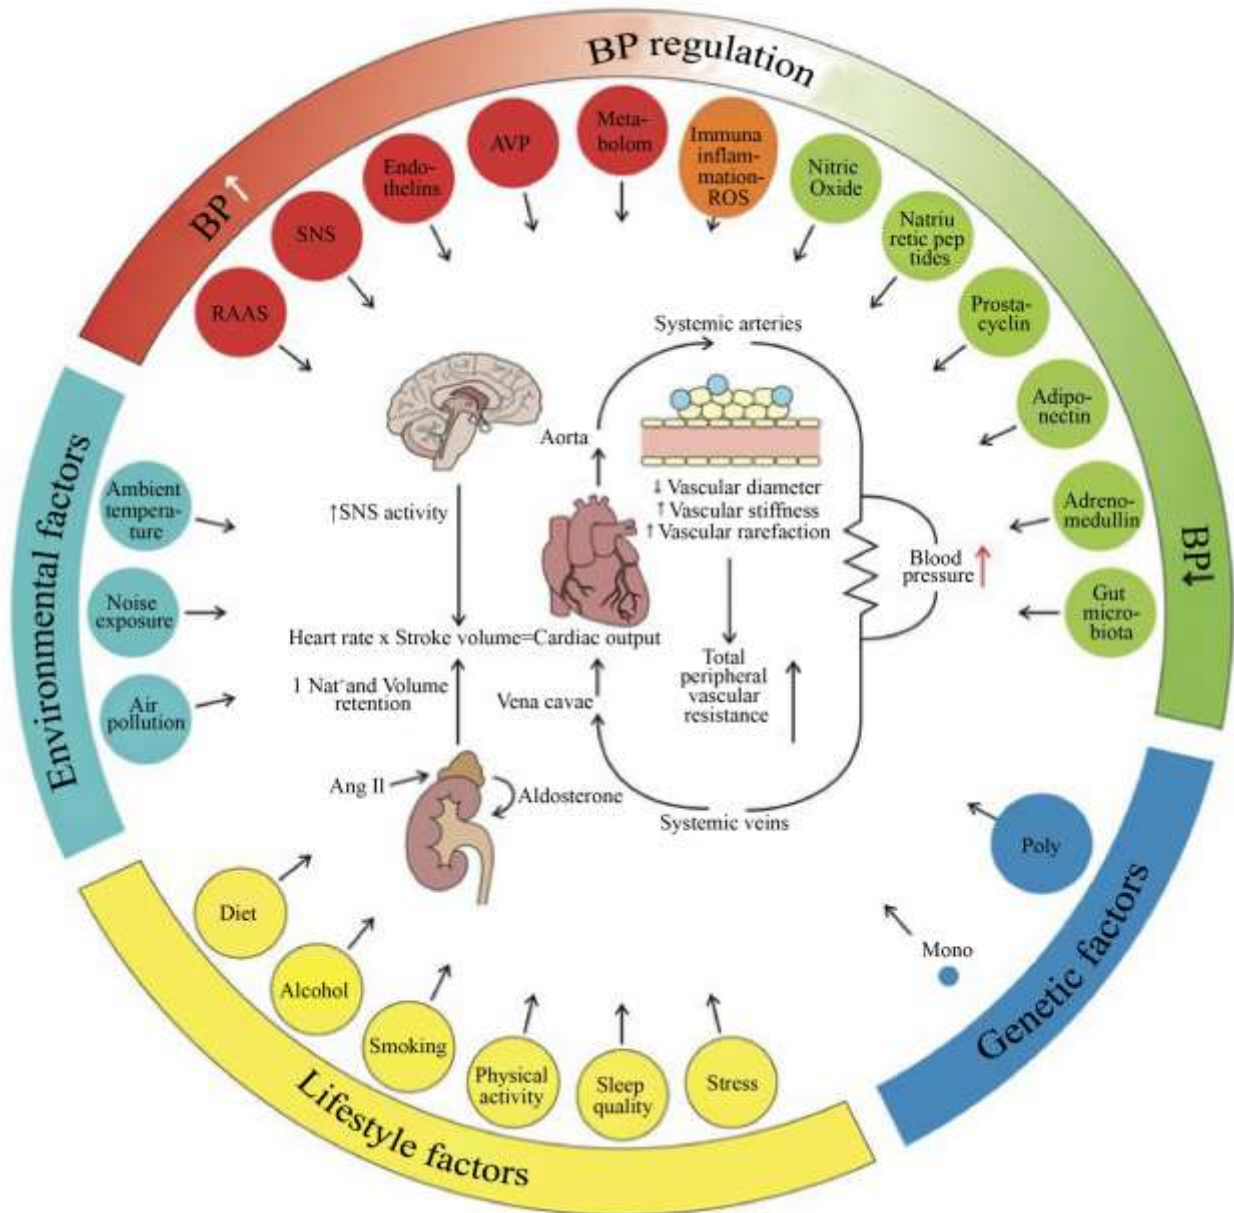 BP regulation
BP↑
BP↓
RAAS
SNS
Endo-
thelins
AVP
Meta-
bolom
Immuna
inflam-
mation-
ROS
Nitric
Oxide
Natriu
retic pep
tides
Prosta-
cyclin
Adipo-
nectin
Adreno-
medullin
Gut
micro-
biota
Environmental factors
Ambient
tempera-
ture
Noise
exposure
Air
pollution
Systemic arteries
Aorta
↑SNS activity
↓ Vascular diameter
↑ Vascular stiffness
↑ Vascular rarefaction
Blood
pressure ↑
Heart rate x Stroke volume=Cardiac output
1 Nat⁺and Volume
retention
Vena cavae
Total
peripheral
vascular
resistance
Ang II
Aldosterone
Systemic veins
Poly
Mono
Genetic factors
Diet
Alcohol
Smoking
Physical
activity
Sleep
quality
Stress
Lifestyle factors